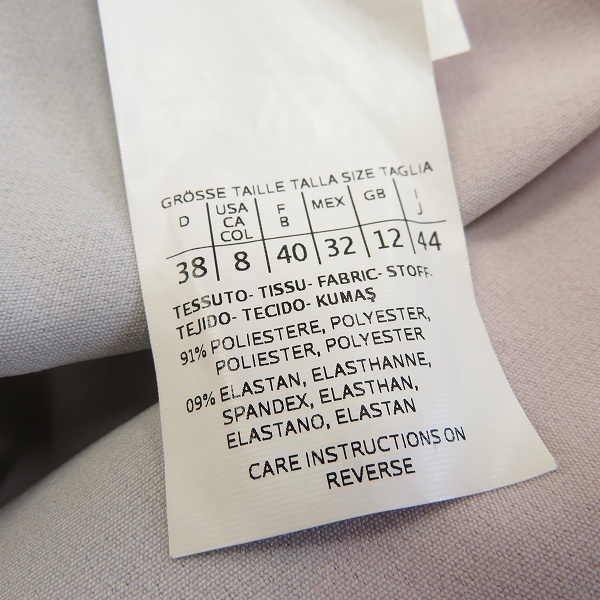 GRÖSSE TAILLE TALLA SIZE TAGLIA
D USA CA COL F B MEX GB I J
38 8 40 32 12 44
TESSUTO- TISSU- FABRIC- STOFF-
TEJIDO- TECIDO- KUMAŞ
91% POLIESTERE, POLYESTER,
POLIESTER, POLYESTER
09% ELASTAN, ELASTHANNE,
SPANDEX, ELASTHAN,
ELASTANO, ELASTAN
CARE INSTRUCTIONS ON
REVERSE